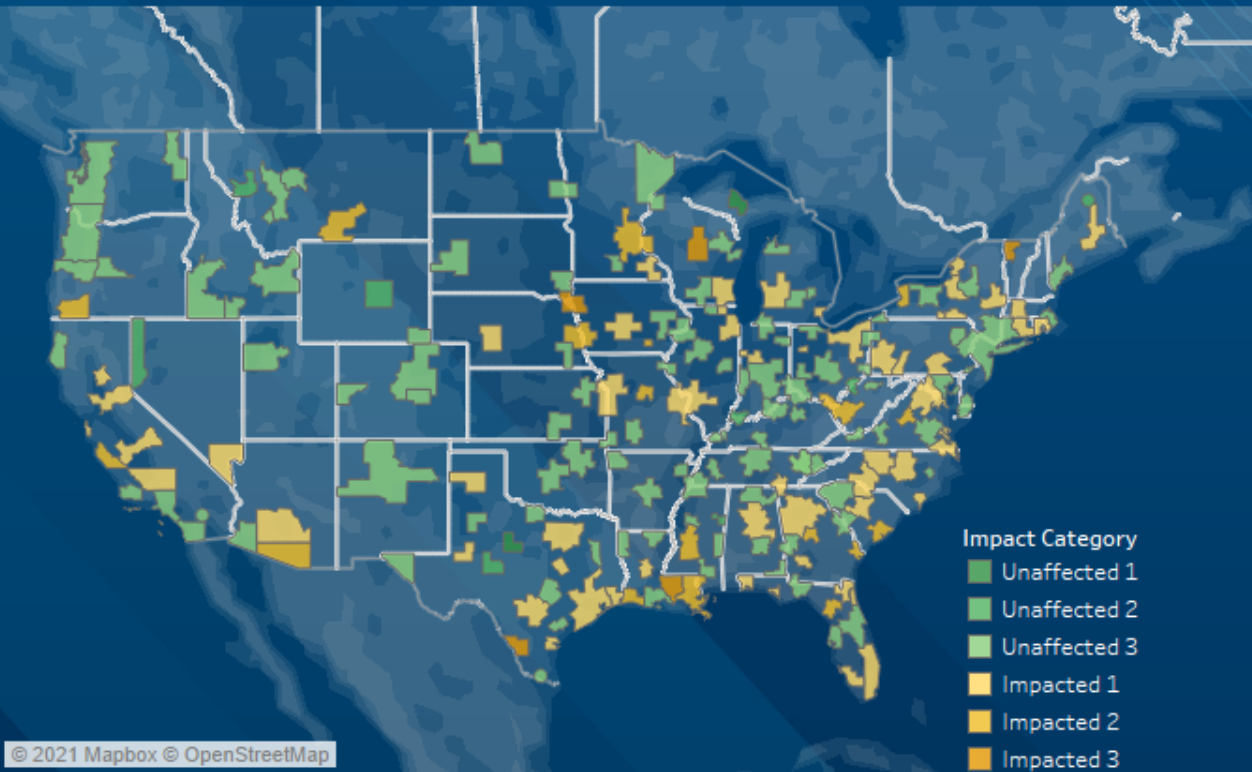 Impact Category
Unaffected 1
Unaffected 2
Unaffected 3
Impacted 1
Impacted 2
Impacted 3
© 2021 Mapbox © OpenStreetMap